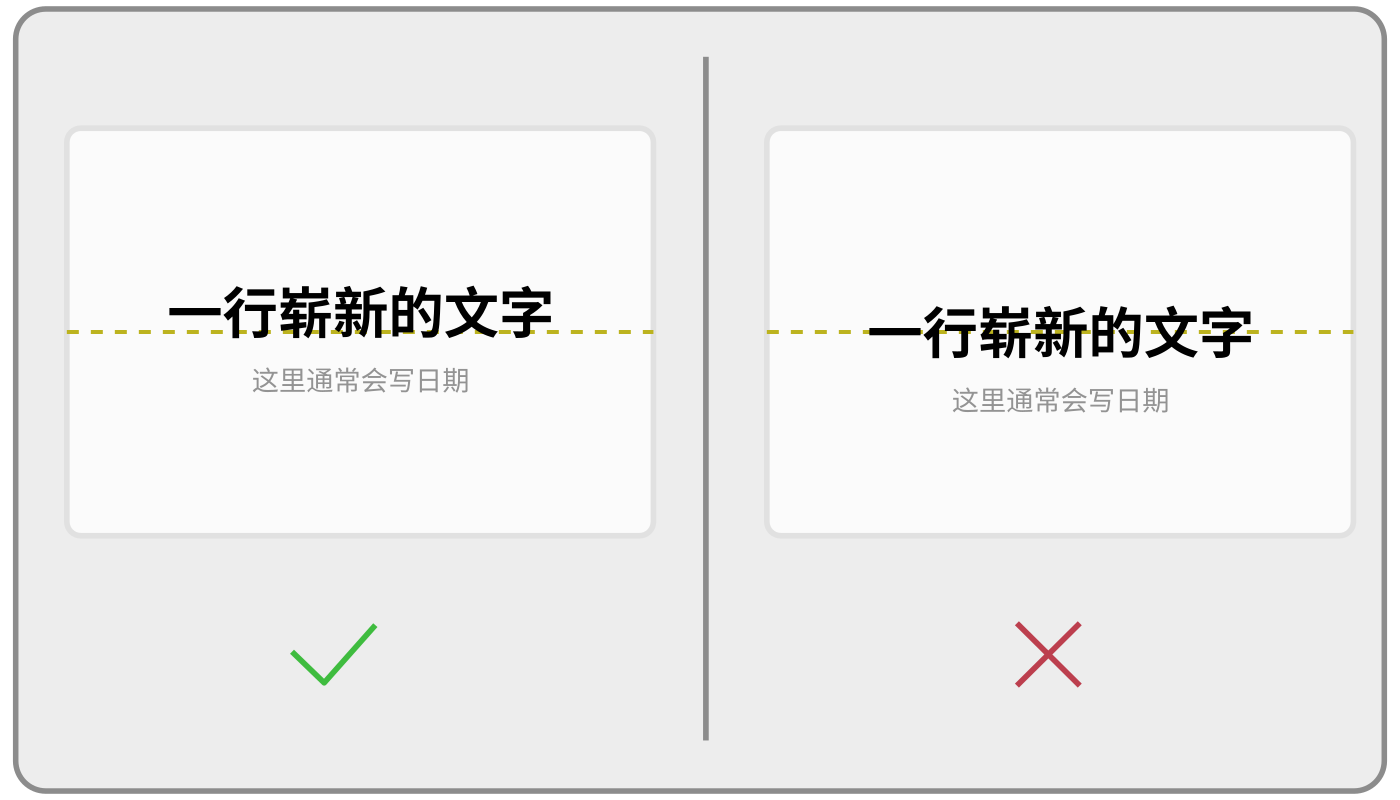 一行崭新的文字
这里通常会写日期
一行崭新的文字
这里通常会写日期